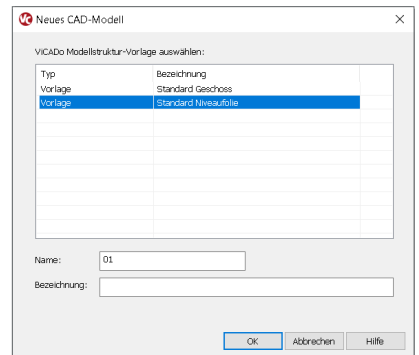 Neues CAD-Modell
ViCADo Modellstruktur-Vorlage auswählen:
Typ Bezeichnung
Vorlage Standard Geschoss
Vorlage Standard Niveaufolie
Name: 01
Bezeichnung:
OK Abbrechen Hilfe